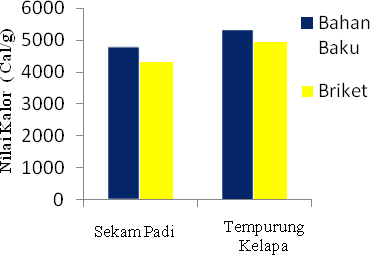 Nilai Kalor ( Cal/g)
6000
5000
4000
3000
2000
1000
0
Sekam Padi
Tempurung
Kelapa
Bahan
Baku
Briket